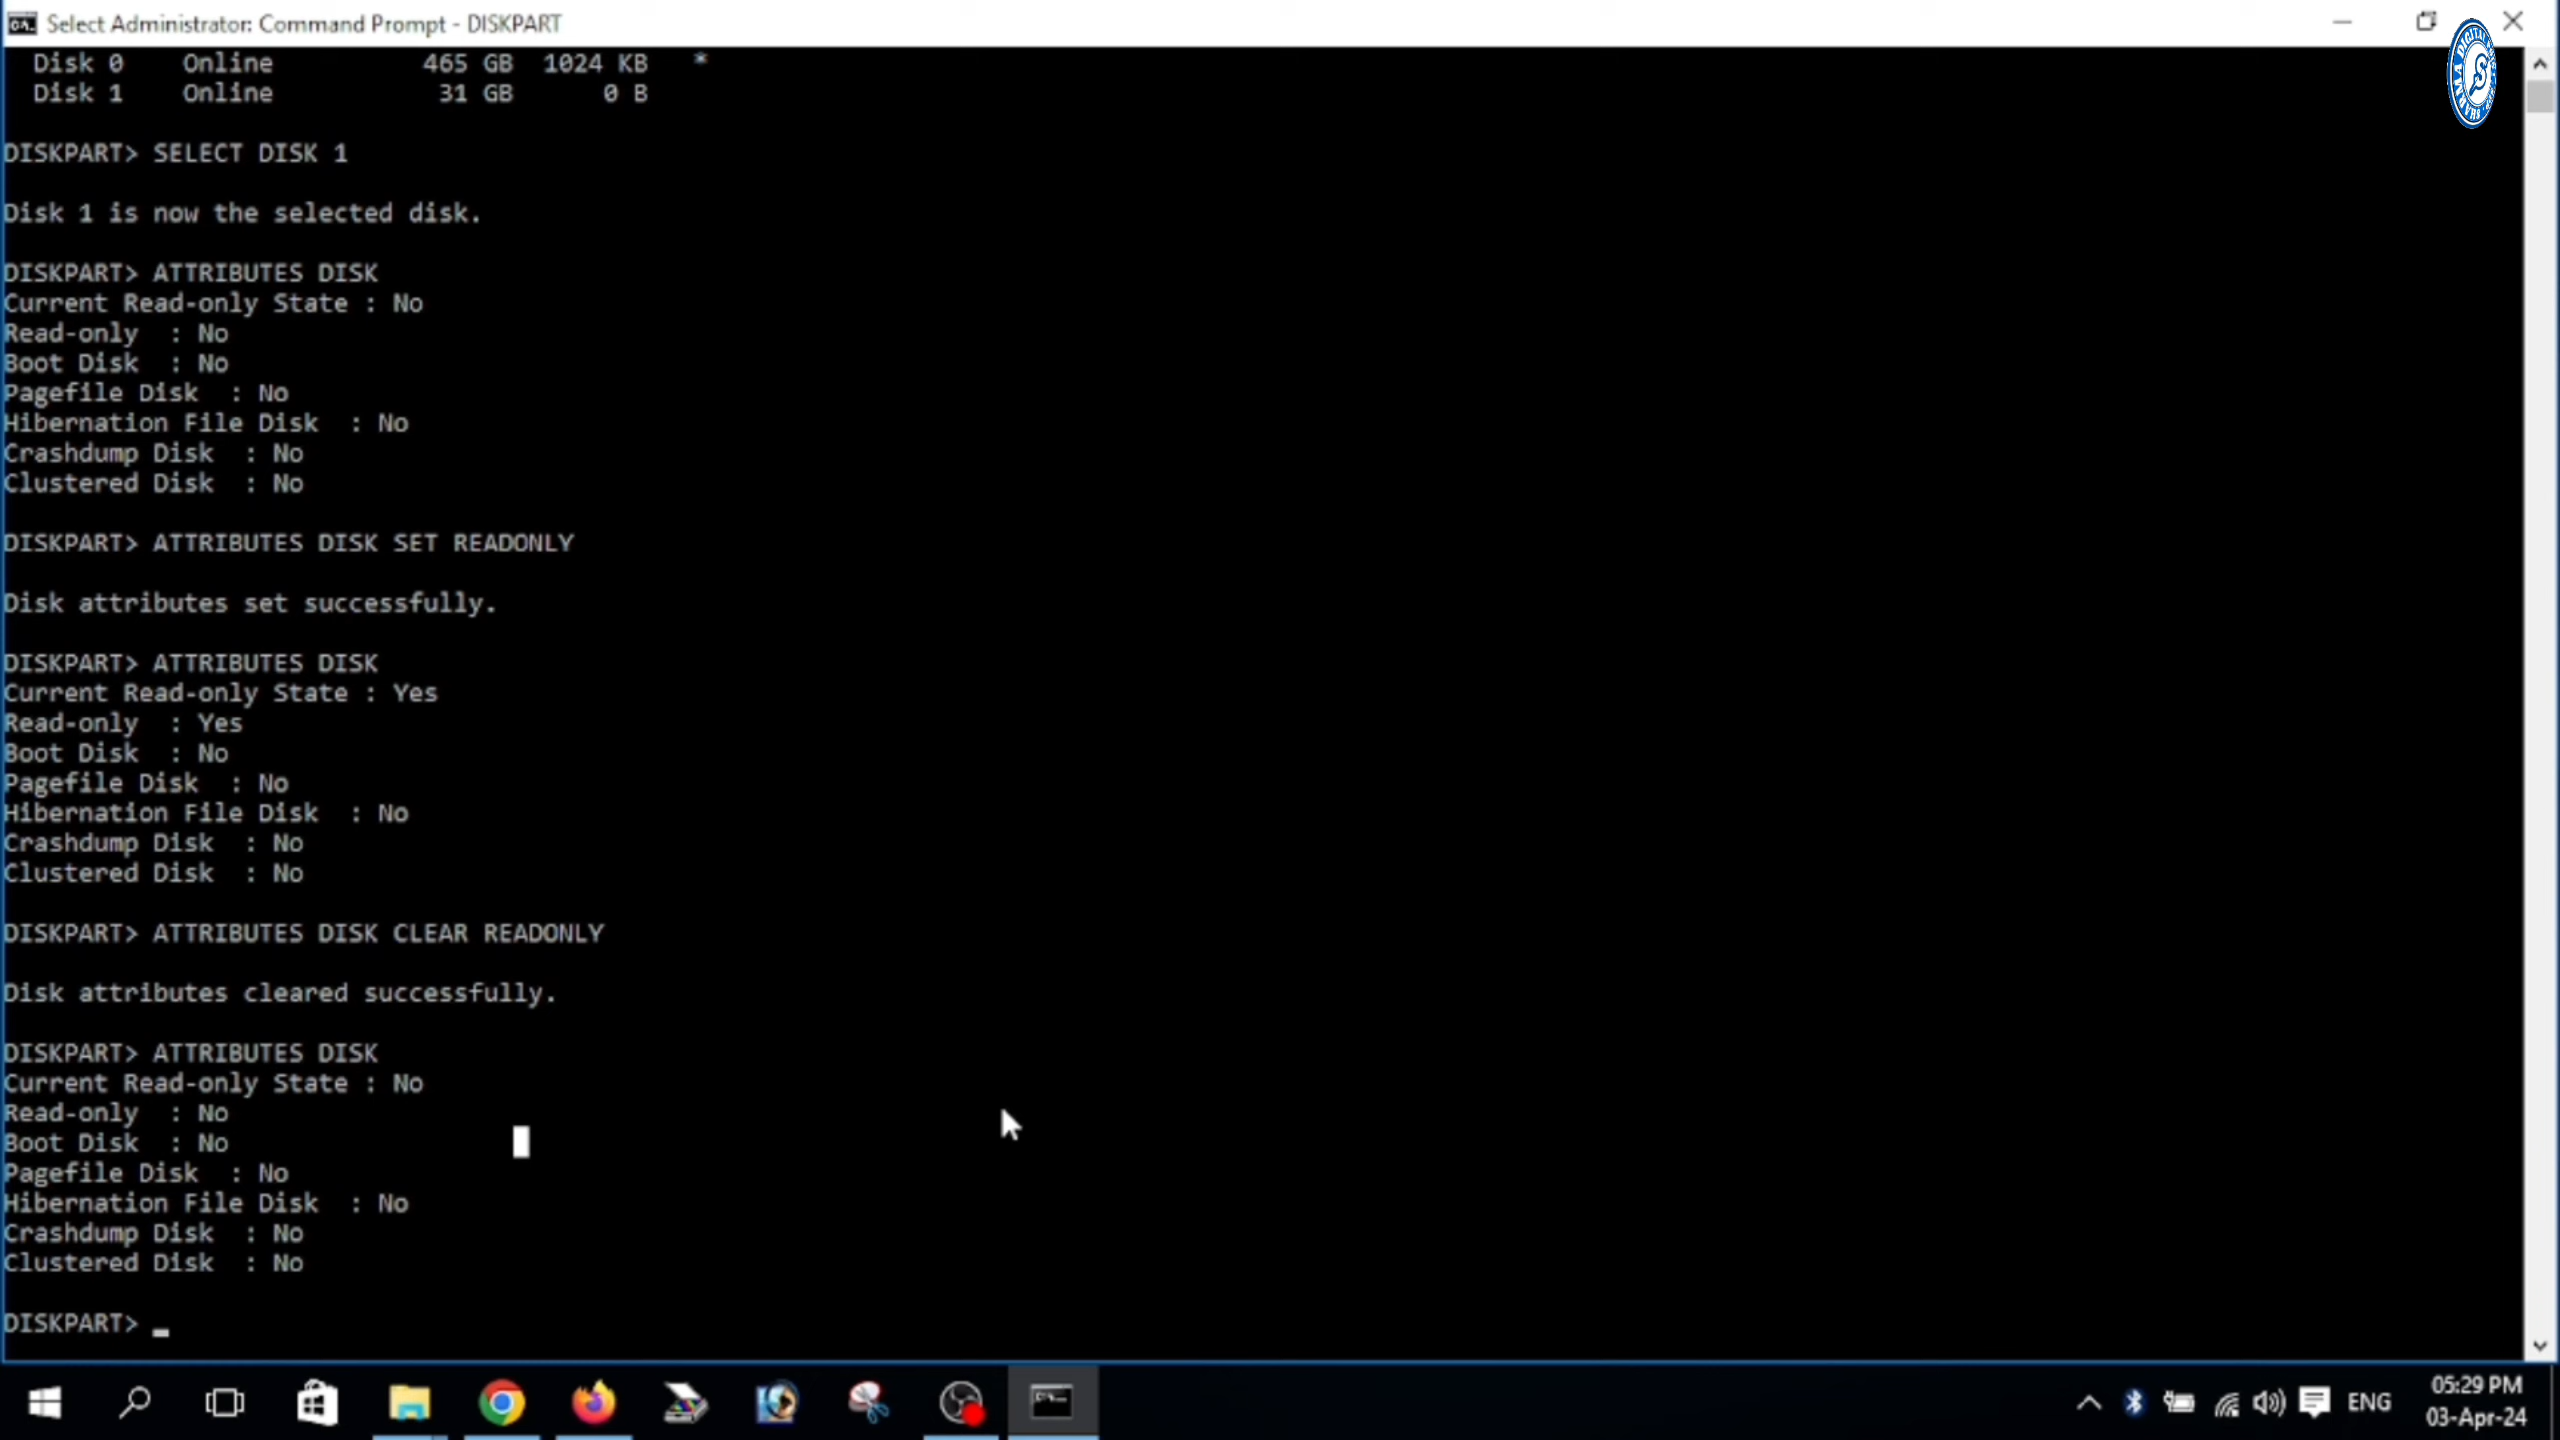 Select Administrator: Command Prompt - DISKPART
Disk 0    Online    465 GB  1024 KB   *
Disk 1    Online    31 GB    0 B
DISKPART> SELECT DISK 1
Disk 1 is now the selected disk.
DISKPART> ATTRIBUTES DISK
Current Read-only State : No
Read-only  : No
Boot Disk  : No
Pagefile Disk  : No
Hibernation File Disk  : No
Crashdump Disk  : No
Clustered Disk  : No
DISKPART> ATTRIBUTES DISK SET READONLY
Disk attributes set successfully.
DISKPART> ATTRIBUTES DISK
Current Read-only State : Yes
Read-only  : Yes
Boot Disk  : No
Pagefile Disk  : No
Hibernation File Disk  : No
Crashdump Disk  : No
Clustered Disk  : No
DISKPART> ATTRIBUTES DISK CLEAR READONLY
Disk attributes cleared successfully.
DISKPART> ATTRIBUTES DISK
Current Read-only State : No
Read-only  : No
Boot Disk  : No
Pagefile Disk  : No
Hibernation File Disk  : No
Crashdump Disk  : No
Clustered Disk  : No
DISKPART>
ENG
05:29 PM
03-Apr-24